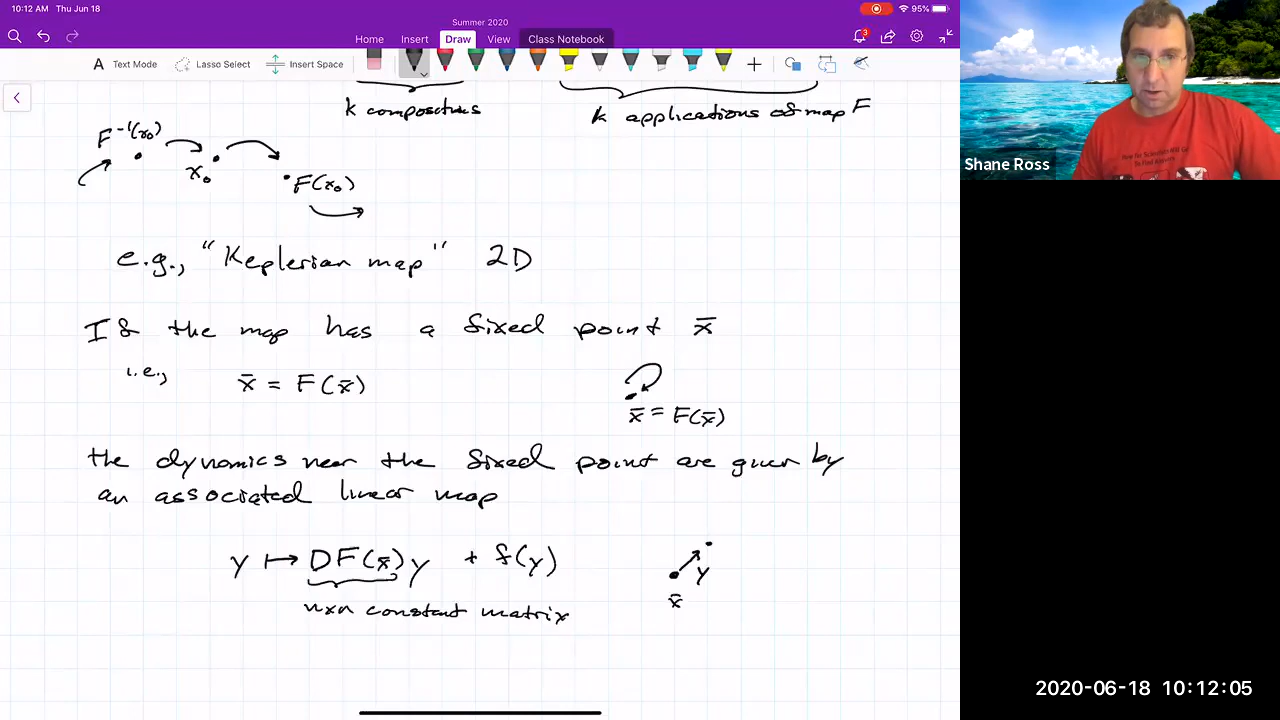 10:12 AM Thu Jun 18
95%
Summer 2020
Home Insert Draw View Class Notebook
3
A Text Mode Lasso Select Insert Space
k compositions
k applications of map F
F⁻¹(x₀)
x₀
F(x₀)
e.g., "Keplerian map" 2D
If the map has a fixed point x̄
i.e., x̄ = F(x̄)
x̄ = F(x̄)
the dynamics near the fixed point are given by
an associated linear map
y ↦ DF(x̄)y + f(y)
y
x̄
n×n constant matrix
Shane Ross
2020-06-18 10:12:05